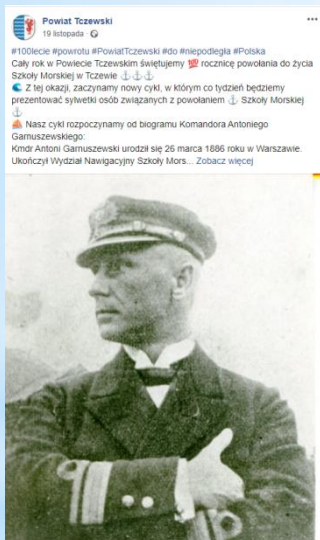 Powiat Tczewski
19 listopada
#100lecie #powrotu #PowiatTczewski #do #niepodległa #Polska
Cały rok w Powiecie Tczewskim świętujemy 💯 rocznicę powołania do życia
Szkoły Morskiej w Tczewie ⚓⚓⚓
🌊 Z tej okazji, zaczynamy nowy cykl, w którym co tydzień będziemy
prezentować sylwetki osób związanych z powołaniem ⚓ Szkoły Morskiej
⚓
⛵ Nasz cykl rozpoczynamy od biogramu Komandora Antoniego
Garnuszewskiego:
Kmdr Antoni Garnuszewski urodził się 26 marca 1886 roku w Warszawie.
Ukończył Wydział Nawigacyjny Szkoły Mors... Zobacz więcej